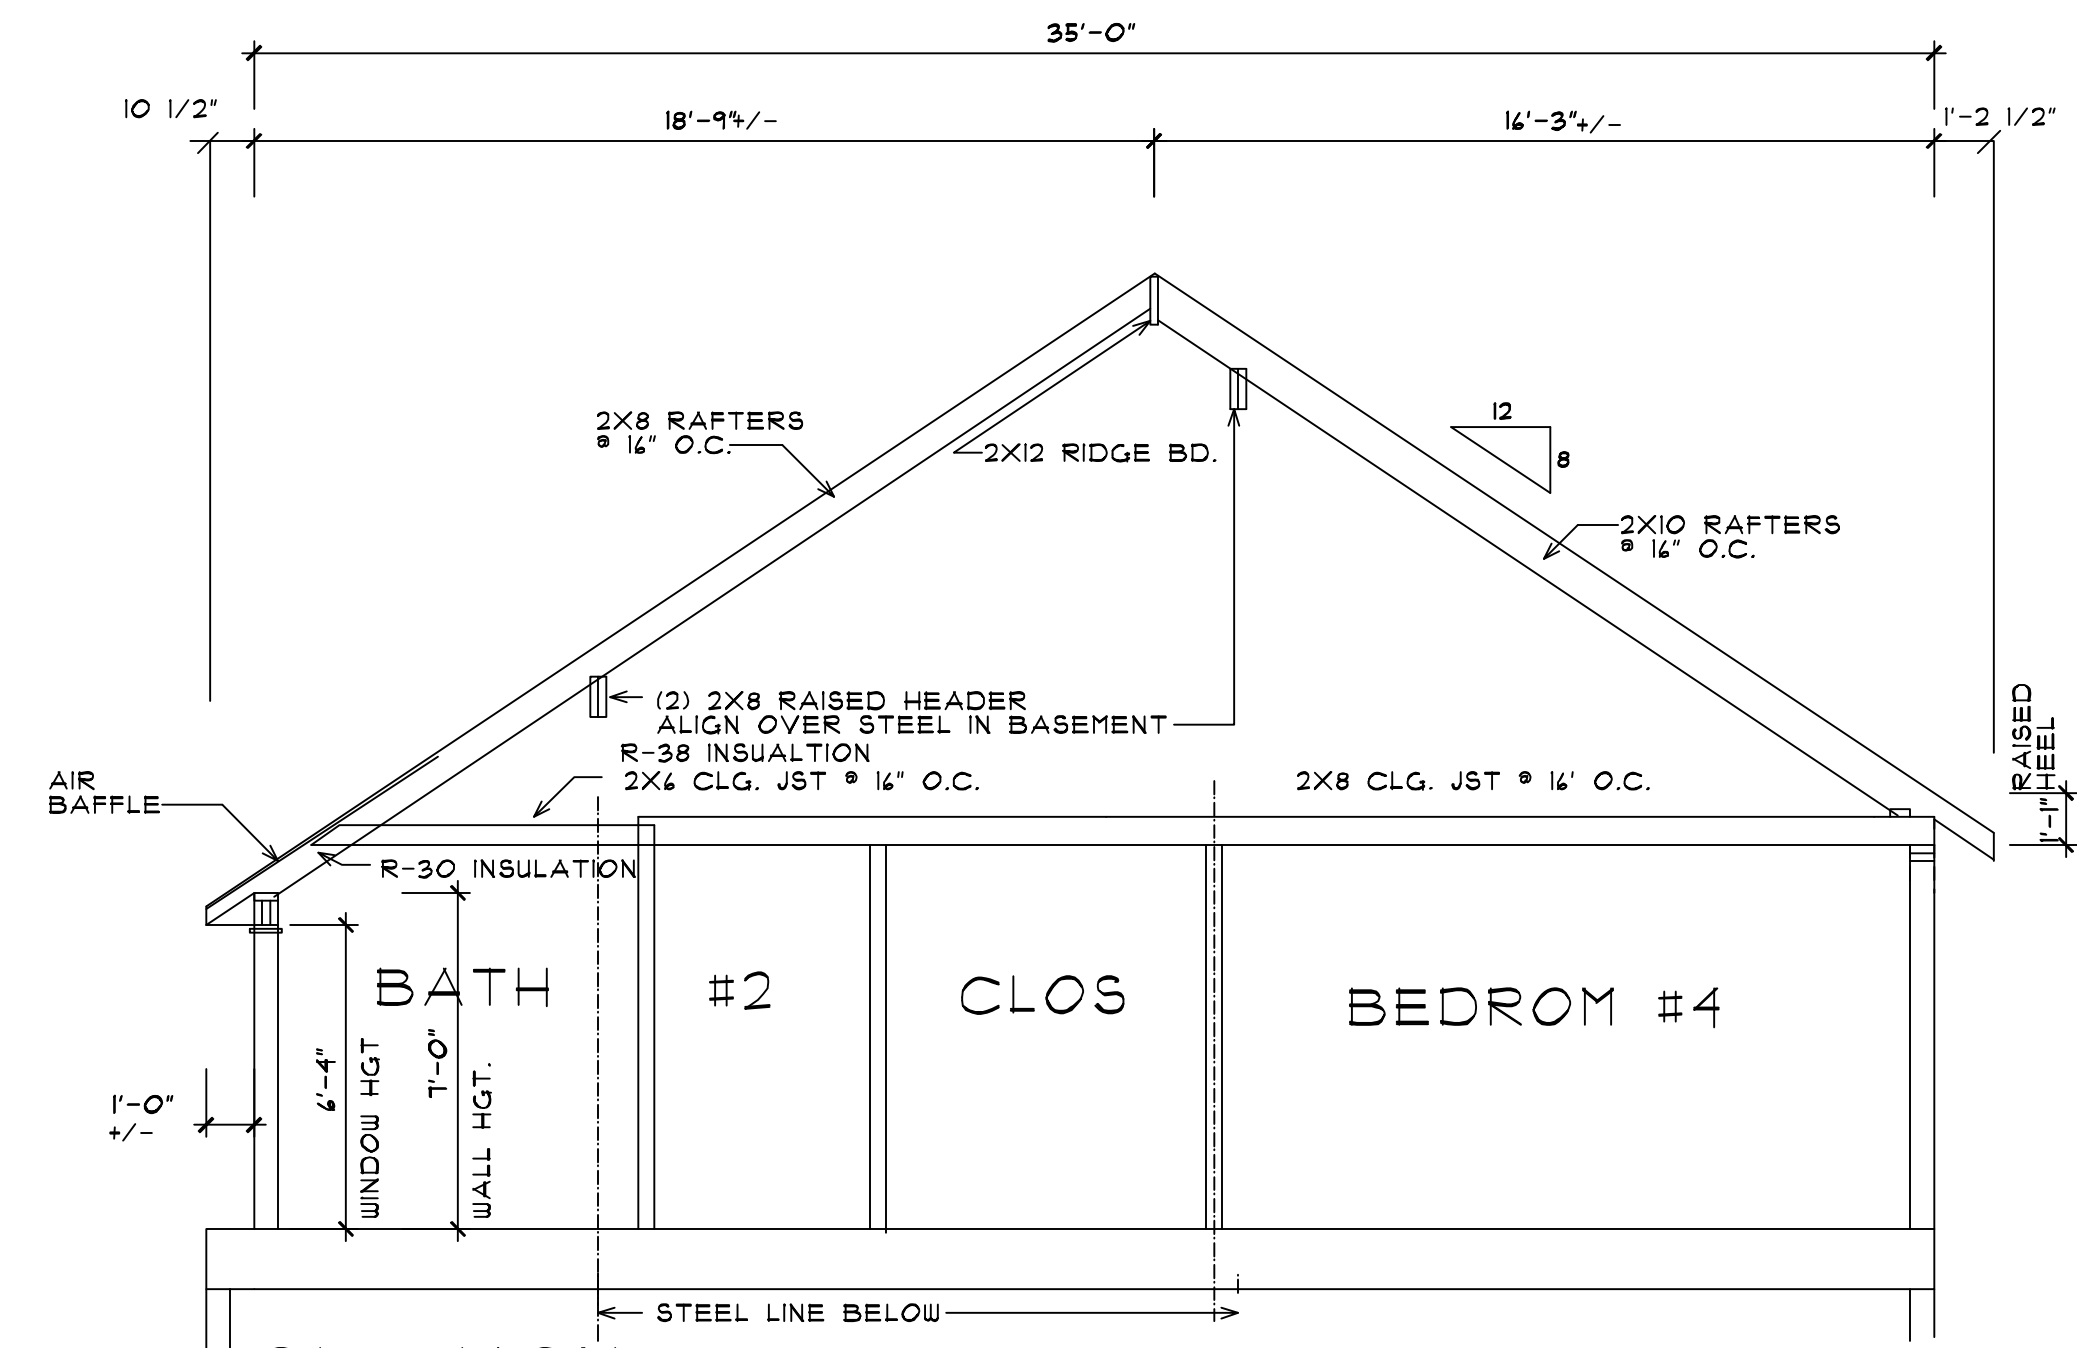 35'-0"
10 1/2"
18'-9"+/-
16'-3"+/-
1'-2 1/2"
2X8 RAFTERS
@ 16" O.C.
2X12 RIDGE BD.
12
8
2X10 RAFTERS
@ 16" O.C.
(2) 2X8 RAISED HEADER
ALIGN OVER STEEL IN BASEMENT
R-38 INSUALTION
2X6 CLG. JST @ 16" O.C.
2X8 CLG. JST @ 16' O.C.
RAISED
HEEL
1'-1"
AIR
BAFFLE
R-30 INSULATION
BATH #2
CLOS
BEDROM #4
6'-4"
WINDOW HGT
7'-0"
WALL HGT.
1'-0"
+/-
STEEL LINE BELOW